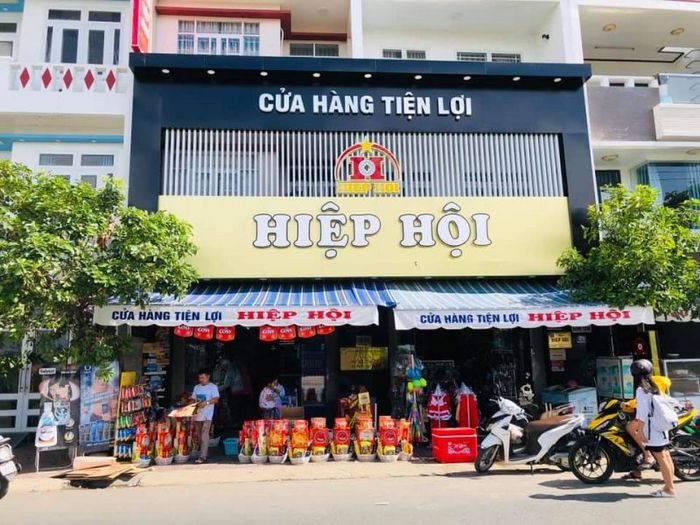 CỬA HÀNG TIỆN LỢI
H
HIỆP HỘI
HIỆP HỘI
CỬA HÀNG TIỆN LỢI HIỆP HỘI
CỬA HÀNG TIỆN LỢI HIỆP HỘI